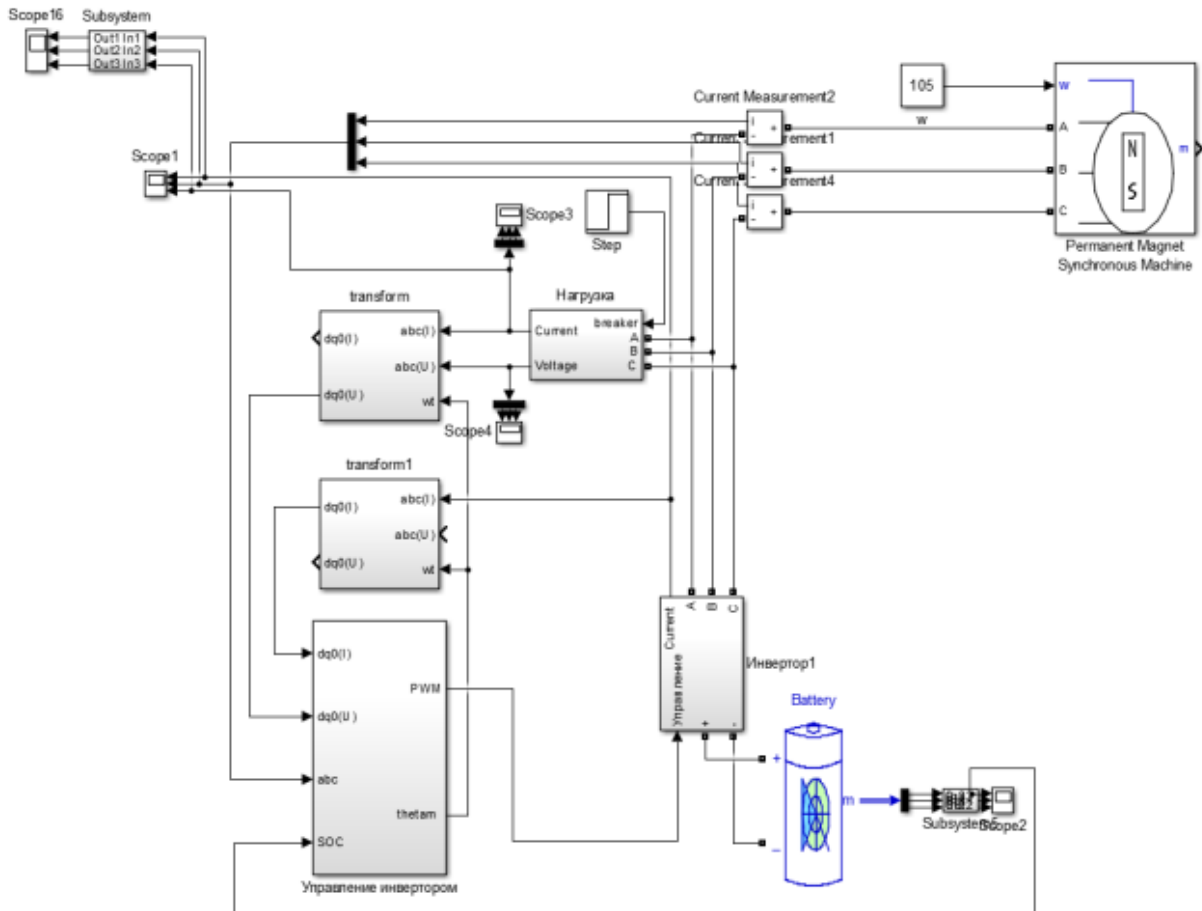 Scope16
Subsystem
Out1 In1
Out2 In2
Out3 In3
Current Measurement2
105
w
w
A
B
C
m
N
S
Permanent Magnet
Synchronous Machine
i
+
-
i
+
-
i
+
-
Scope1
Scope3
Step
transform
dq0(I)
dq0(U)
abc(I)
abc(U)
wt
Нагрузка
Current
Voltage
breaker
A
B
C
Scope4
transform1
dq0(I)
dq0(U)
abc(I)
abc(U)
wt
dq0(I)
dq0(U)
abc
SOC
PWM
thetam
Управление инвертором
Current
A
B
C
Управление
+
-
Инвертор1
Battery
+
m
-
Scope2